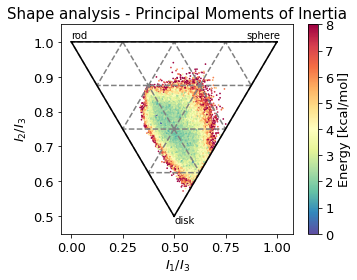 Shape analysis - Principal Moments of Inertia
rod
sphere
disk
1.0
0.9
0.8
0.7
0.6
0.5
I₂/I₃
0.00
0.25
0.50
0.75
1.00
I₁/I₃
8
7
6
5
4
3
2
1
0
Energy [kcal/mol]